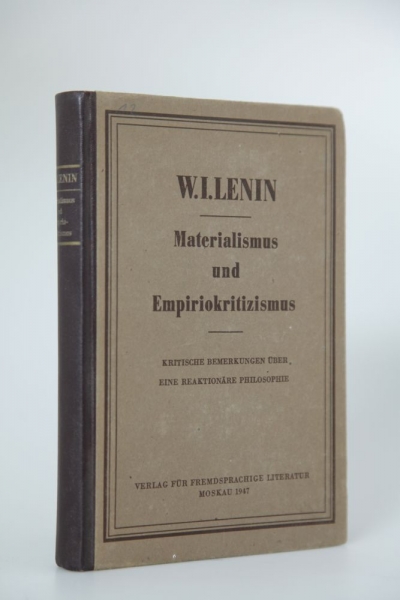 W.I.LENIN
Materialismus
und
Empiriokritizismus
KRITISCHE BEMERKUNGEN ÜBER
EINE REAKTIONÄRE PHILOSOPHIE
VERLAG FÜR FREMDSPRACHIGE LITERATUR
MOSKAU 1947
LENIN